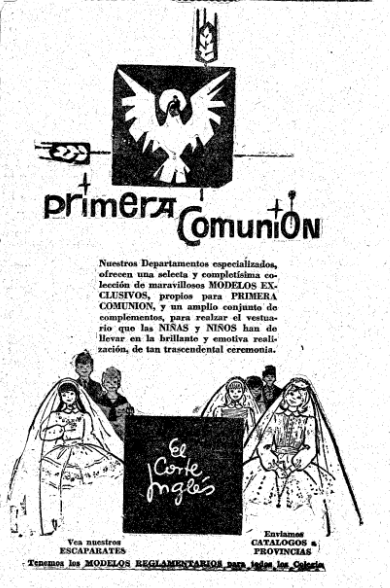 primera
Comunión
Nuestros Departamentos especializados,
ofrecen una selecta y completísima co-
lección de maravillosos MODELOS EX-
CLUSIVOS, propios para PRIMERA
COMUNION, y un amplio conjunto de
complementos, para realzar el vestua-
rio que las NIÑAS y NIÑOS han de
llevar en la brillante y emotiva reali-
zación, de tan trascendental ceremonia.
El
Corte
Inglés
Vea nuestros
ESCAPARATES
Enviamos
CATALOGOS a
PROVINCIAS
Tenemos los MODELOS REGLAMENTARIOS para todos los Colegio